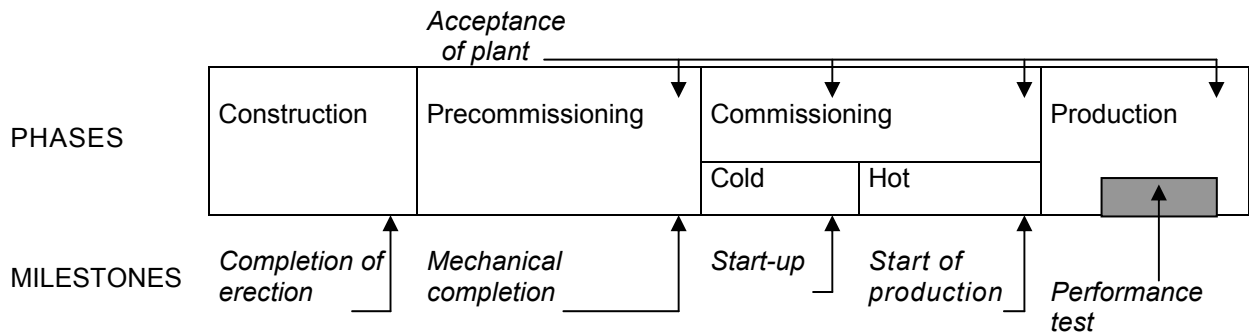 Acceptance
of plant
Construction
Precommissioning
Commissioning
Production
PHASES
Cold
Hot
Completion of
erection
Mechanical
completion
Start-up
Start of
production
MILESTONES
Performance
test